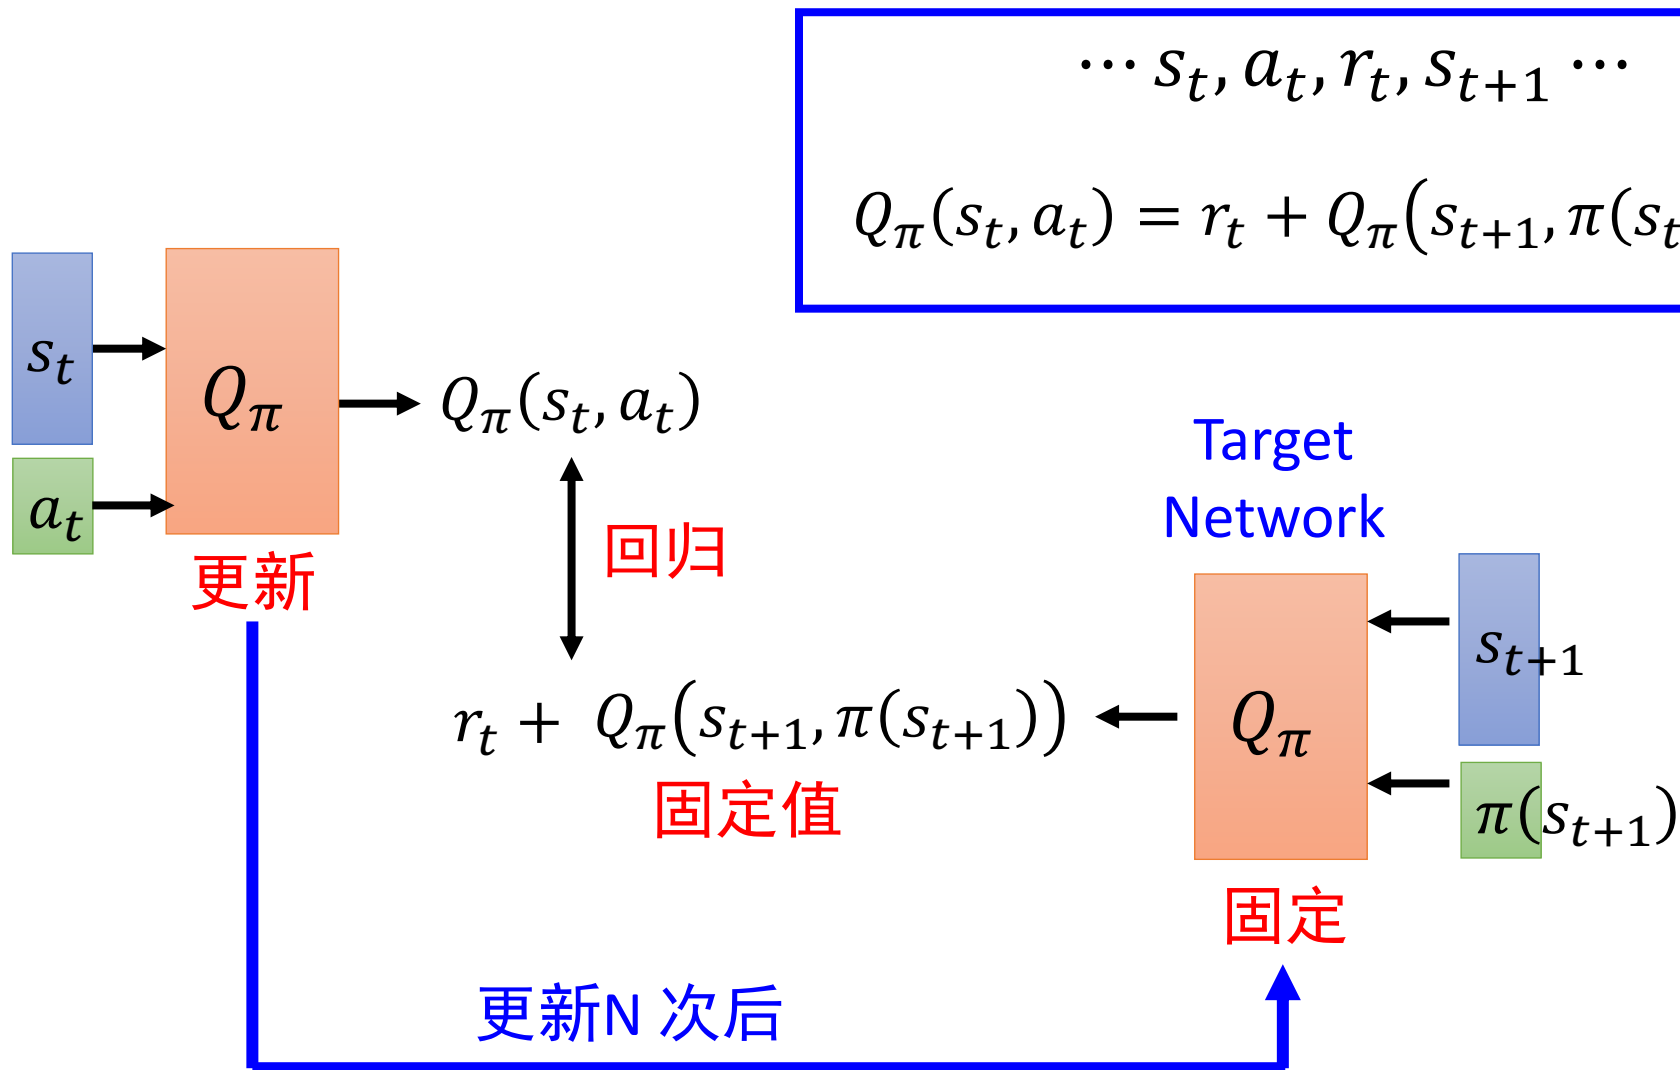 ⋯ s_t, a_t, r_t, s_{t+1} ⋯
Q_π(s_t, a_t) = r_t + Q_π(s_{t+1}, π(s_t
s_t
a_t
Q_π
Q_π(s_t, a_t)
更新
回归
r_t + Q_π(s_{t+1}, π(s_{t+1}))
固定值
Target
Network
Q_π
s_{t+1}
π(s_{t+1})
固定
更新N 次后